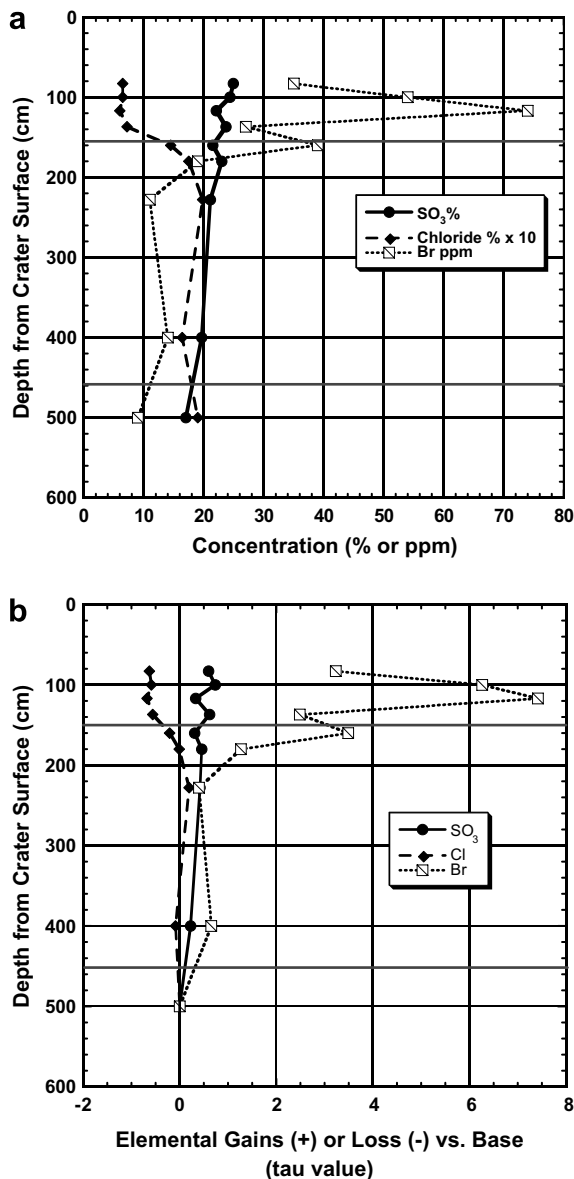 a
0
100
200
300
400
500
600
Depth from Crater Surface (cm)
SO₃%
Chloride % x 10
Br ppm
0 10 20 30 40 50 60 70 80
Concentration (% or ppm)
b
0
100
200
300
400
500
600
Depth from Crater Surface (cm)
SO₃
Cl
Br
-2 0 2 4 6 8
Elemental Gains (+) or Loss (-) vs. Base
(tau value)